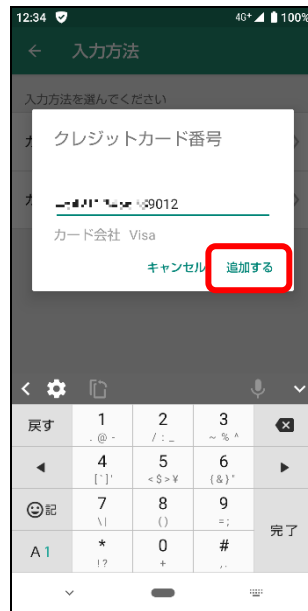 12:34
4G+ 100%
入力方法
入力方法を選んでください
クレジットカード番号
9012
カード会社 Visa
キャンセル 追加する
戻す 1 2 3
. @ - / : _ ~ % ^
4 5 6
[ ` ] ' < $ > ¥ { & } "
記 7 8 9
\ | ( ) = ;
完了
A1 * 0 #
! ? + , .